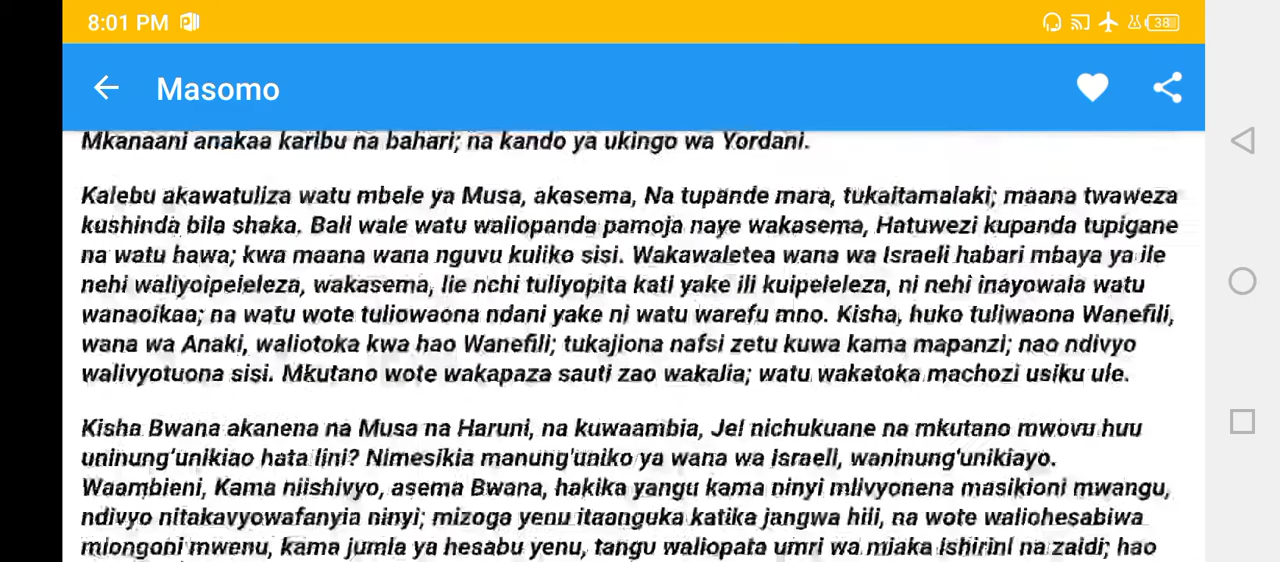 8:01 PM
38
Masomo
Mkanaani anakaa karibu na bahari; na kando ya ukingo wa Yordani.
Kalebu akawatuliza watu mbele ya Musa, akasema, Na tupande mara, tukaitamalaki; maana twaweza
kushinda bila shaka. Bali wale watu waliopanda pamoja naye wakasema, Hatuwezi kupanda tupigane
na watu hawa; kwa maana wana nguvu kuliko sisi. Wakawaletea wana wa Israeli habari mbaya ya ile
nehi waliyoipeleleza, wakasema, Iie nchi tuliyopita kati yake ili kuipeleleza, ni nehi inayowala watu
wanaoikaa; na watu wote tuliowaona ndani yake ni watu warefu mno. Kisha, huko tuliwaona Wanefili,
wana wa Anaki, waliotoka kwa hao Wanefili; tukajiona nafsi zetu kuwa kama mapanzi; nao ndivyo
walivyotuona sisi. Mkutano wote wakapaza sauti zao wakalia; watu wakatoka machozi usiku ule.
Kisha Bwana akanena na Musa na Haruni, na kuwaambia, Je! nichukuane na mkutano mwovu huu
uninung'unikiao hata lini? Nimesikia manung'uniko ya wana wa Israeli, waninung'unikiayo.
Waambieni, Kama niishivyo, asema Bwana, hakika yangu kama ninyi mlivyonena masikioni mwangu,
ndivyo nitakavyowafanyia ninyi; mizoga yenu itaanguka katika jangwa hili, na wote waliohesabiwa
miongoni mwenu, kama jumla ya hesabu yenu, tangu waliopata umri wa miaka ishirini na zaidi; hao